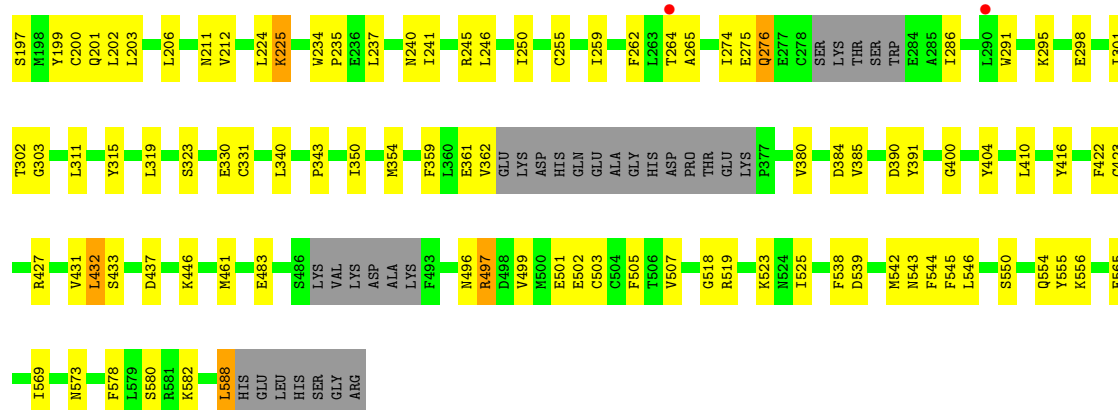 S197 M198 Y199 C200 Q201 L202 L203 L206 N211 V212 L224 K225 W234 P235 E236 L237 N240 I241 R245 L246 I250 C255 I259 F262 L263 T264 A265 I274 E275 Q276 E277 C278 SER LYS THR SER TRP E284 A285 I286 L290 W291 K295 E298 I301
T302 G303 L311 Y315 L319 S323 E330 C331 L340 P343 I350 M354 F359 L360 E361 V362 GLU LYS ASP HIS GLN GLU ALA GLY HIS ASP PRO THR GLU LYS P377 V380 D384 V385 D390 Y391 G400 Y404 L410 Y416 F422 C423
R427 V431 L432 S433 D437 K446 M461 E483 S486 LYS VAL LYS ASP ALA LYS F493 N496 R497 D498 V499 M500 E501 E502 C503 C504 F505 T506 V507 G518 R519 K523 N524 I525 F538 D539 M542 N543 F544 F545 L546 S550 Q554 Y555 K556
I569 N573 F578 L579 S580 R581 K582 L588 HIS GLU LEU HIS SER GLY ARG